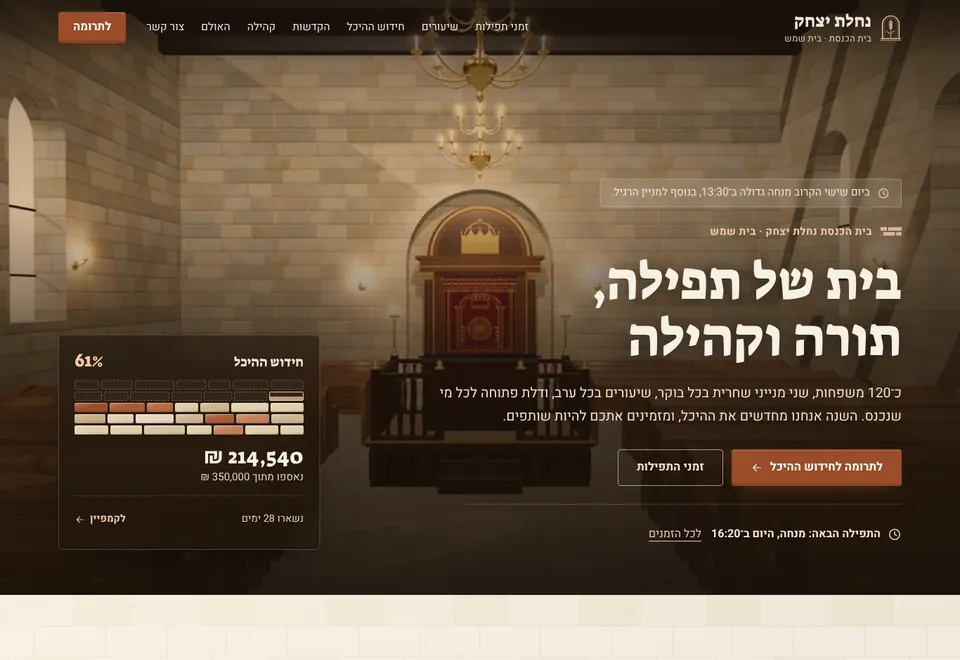 נחלת יצחק
בית הכנסת · בית שמש
זמני תפילות
שיעורים
חידוש ההיכל
הקדשות
קהילה
האולם
צור קשר
לתרומה
ביום שישי הקרוב מנחה גדולה ב־13:30, בנוסף למניין הרגיל.
בית הכנסת נחלת יצחק · בית שמש
בית של תפילה,
תורה וקהילה
כ־120 משפחות, שני מנייני שחרית בכל בוקר, שיעורים בכל ערב, ודלת פתוחה לכל מי
שנכנס. השנה אנחנו מחדשים את ההיכל, ומזמינים אתכם להיות שותפים.
לתרומה לחידוש ההיכל ←
זמני התפילות
התפילה הבאה: מנחה, היום ב־16:20
לכל הזמנים
חידוש ההיכל
61%
214,540 ₪
נאספו מתוך 350,000 ₪
נשארו 28 ימים
לקמפיין ←